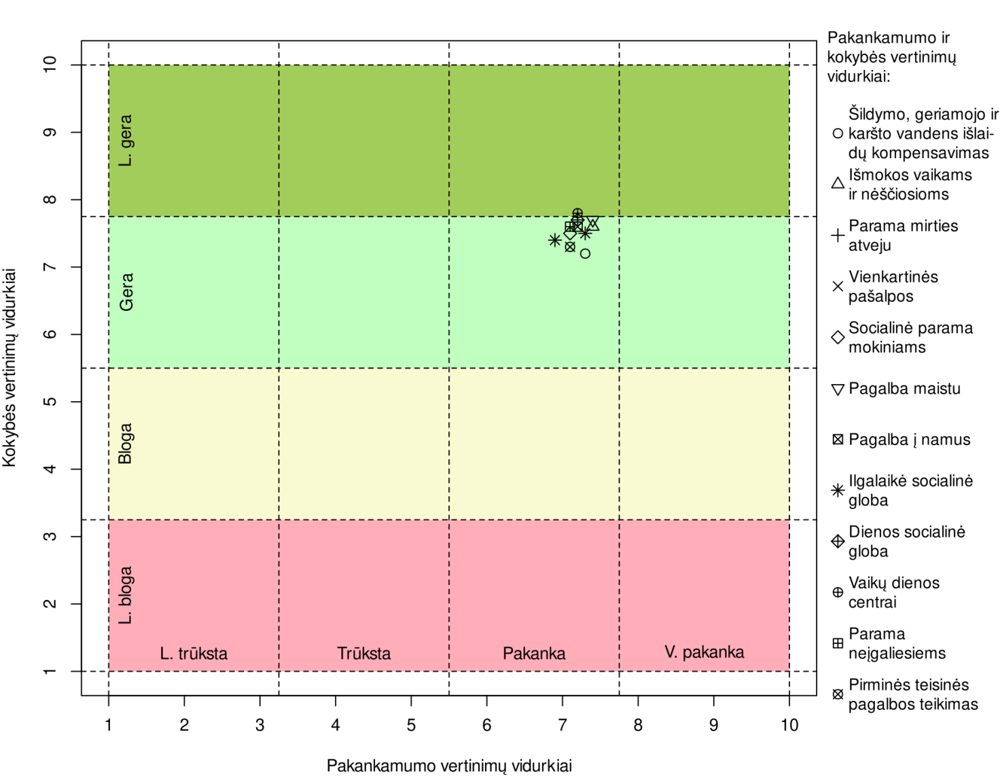 Pakankamumo ir
kokybės vertinimų
vidurkiai:
Šildymo, geriamojo ir
karšto vandens išlai-
dų kompensavimas
Išmokos vaikams
ir nėščiosioms
Parama mirties
atveju
Vienkartinės
pašalpos
Socialinė parama
mokiniams
Pagalba maistu
Pagalba į namus
Ilgalaikė socialinė
globa
Dienos socialinė
globa
Vaikų dienos
centrai
Parama
neįgaliesiems
Pirminės teisinės
pagalbos teikimas
Kokybės vertinimų vidurkiai
10
9
8
7
6
5
4
3
2
1
L. gera
Gera
Bloga
L. bloga
L. trūksta
Trūksta
Pakanka
V. pakanka
1
2
3
4
5
6
7
8
9
10
Pakankamumo vertinimų vidurkiai